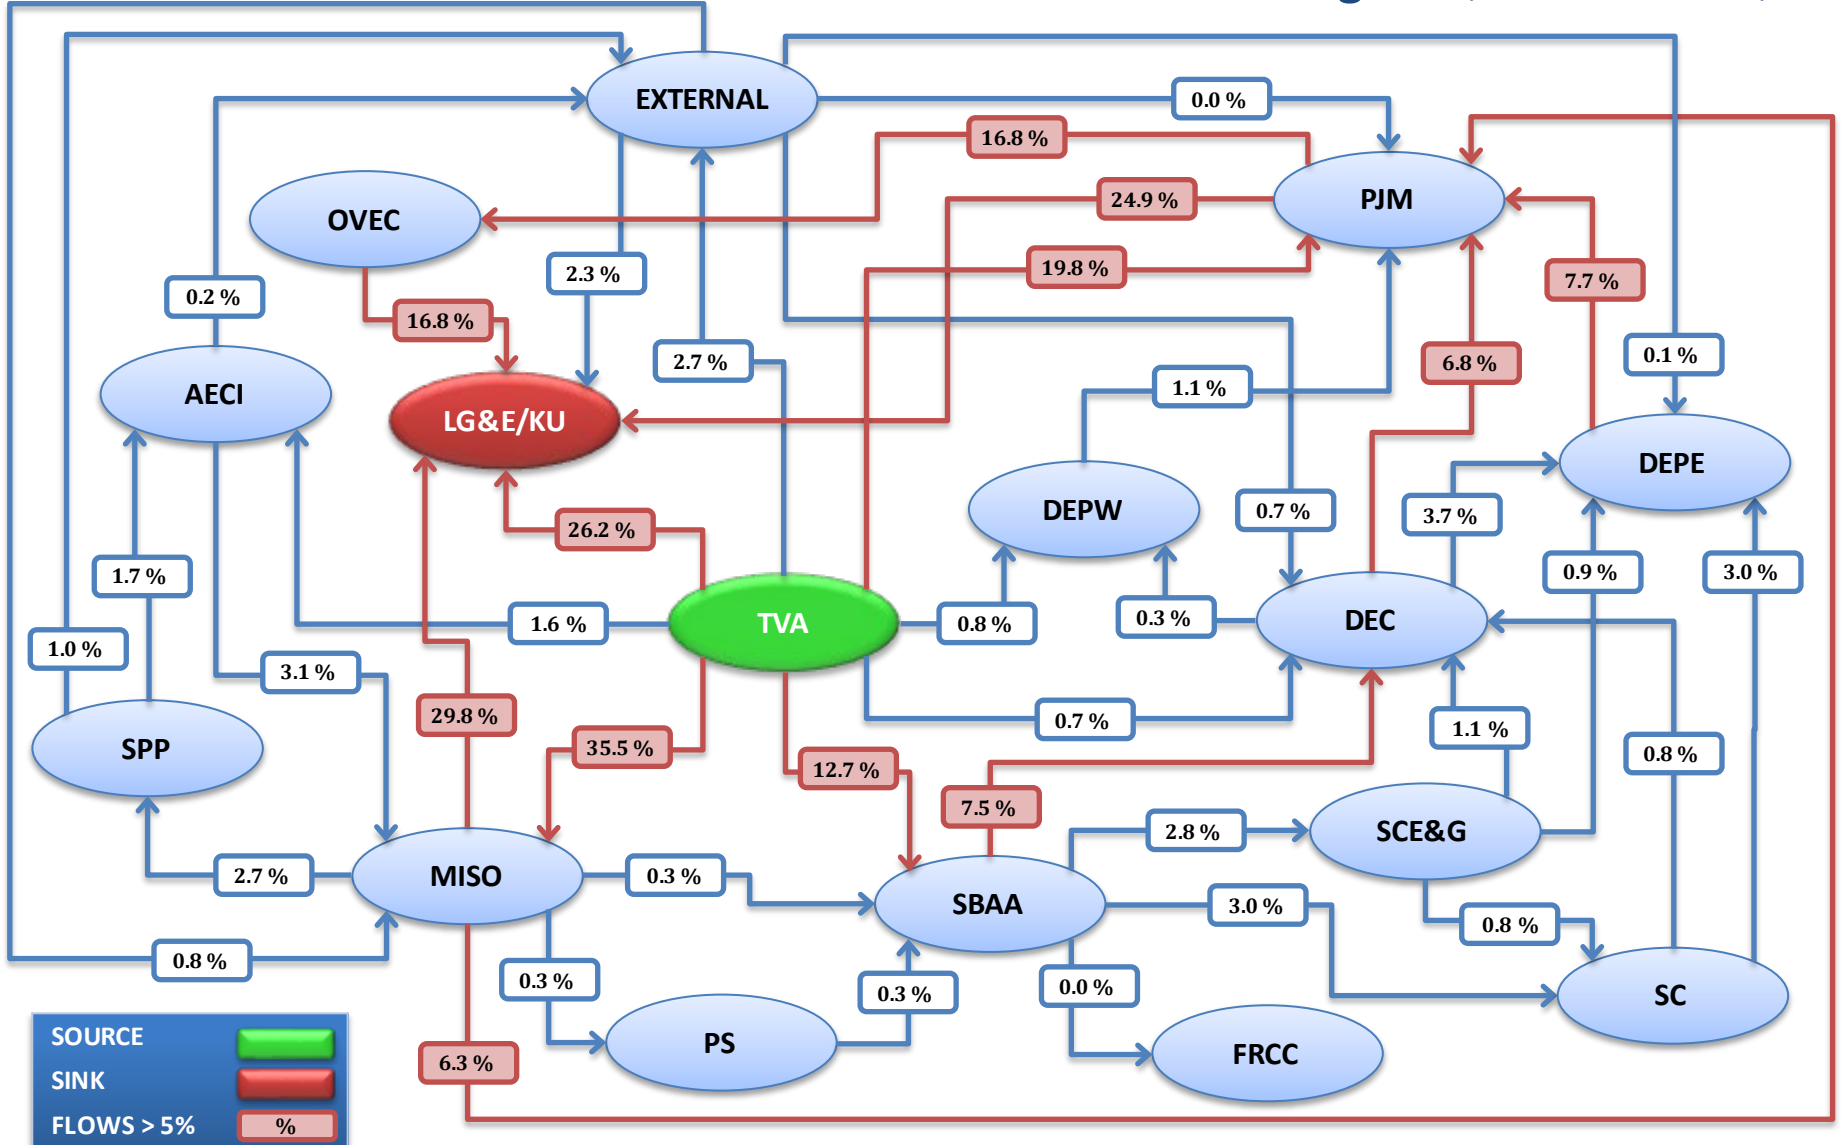 EXTERNAL
0.0 %
16.8 %
OVEC
24.9 %
PJM
19.8 %
2.3 %
7.7 %
0.2 %
16.8 %
2.7 %
6.8 %
0.1 %
1.1 %
AECI
LG&E/KU
DEPE
DEPW
0.7 %
3.7 %
26.2 %
1.7 %
0.9 %
3.0 %
1.6 %
TVA
0.8 %
0.3 %
DEC
1.0 %
3.1 %
29.8 %
0.7 %
1.1 %
SPP
35.5 %
12.7 %
0.8 %
7.5 %
2.8 %
SCE&G
2.7 %
MISO
0.3 %
SBAA
3.0 %
0.8 %
0.8 %
0.3 %
0.3 %
0.0 %
SC
SOURCE
PS
FRCC
6.3 %
SINK
FLOWS > 5%
%